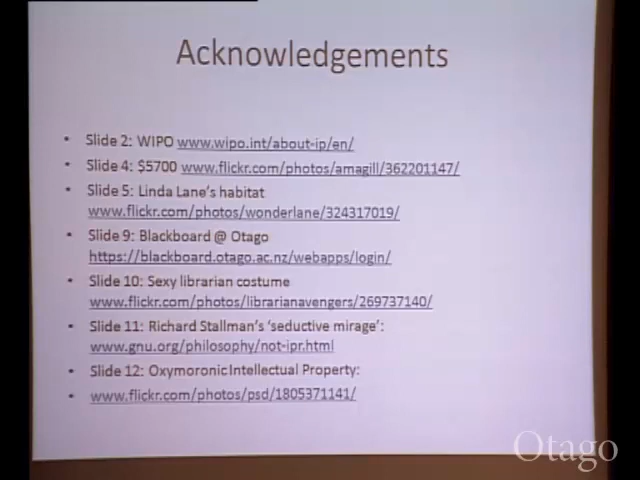 Acknowledgements
• Slide 2: WIPO www.wipo.int/about-ip/en/
• Slide 4: $5700 www.flickr.com/photos/amagill/362201147/
• Slide 5: Linda Lane's habitat
www.flickr.com/photos/wonderlane/324317019/
• Slide 9: Blackboard @ Otago
https://blackboard.otago.ac.nz/webapps/login/
• Slide 10: Sexy librarian costume
www.flickr.com/photos/librarianavengers/269737140/
• Slide 11: Richard Stallman's 'seductive mirage':
www.gnu.org/philosophy/not-ipr.html
• Slide 12: Oxymoronic Intellectual Property:
• www.flickr.com/photos/psd/1805371141/
Otago